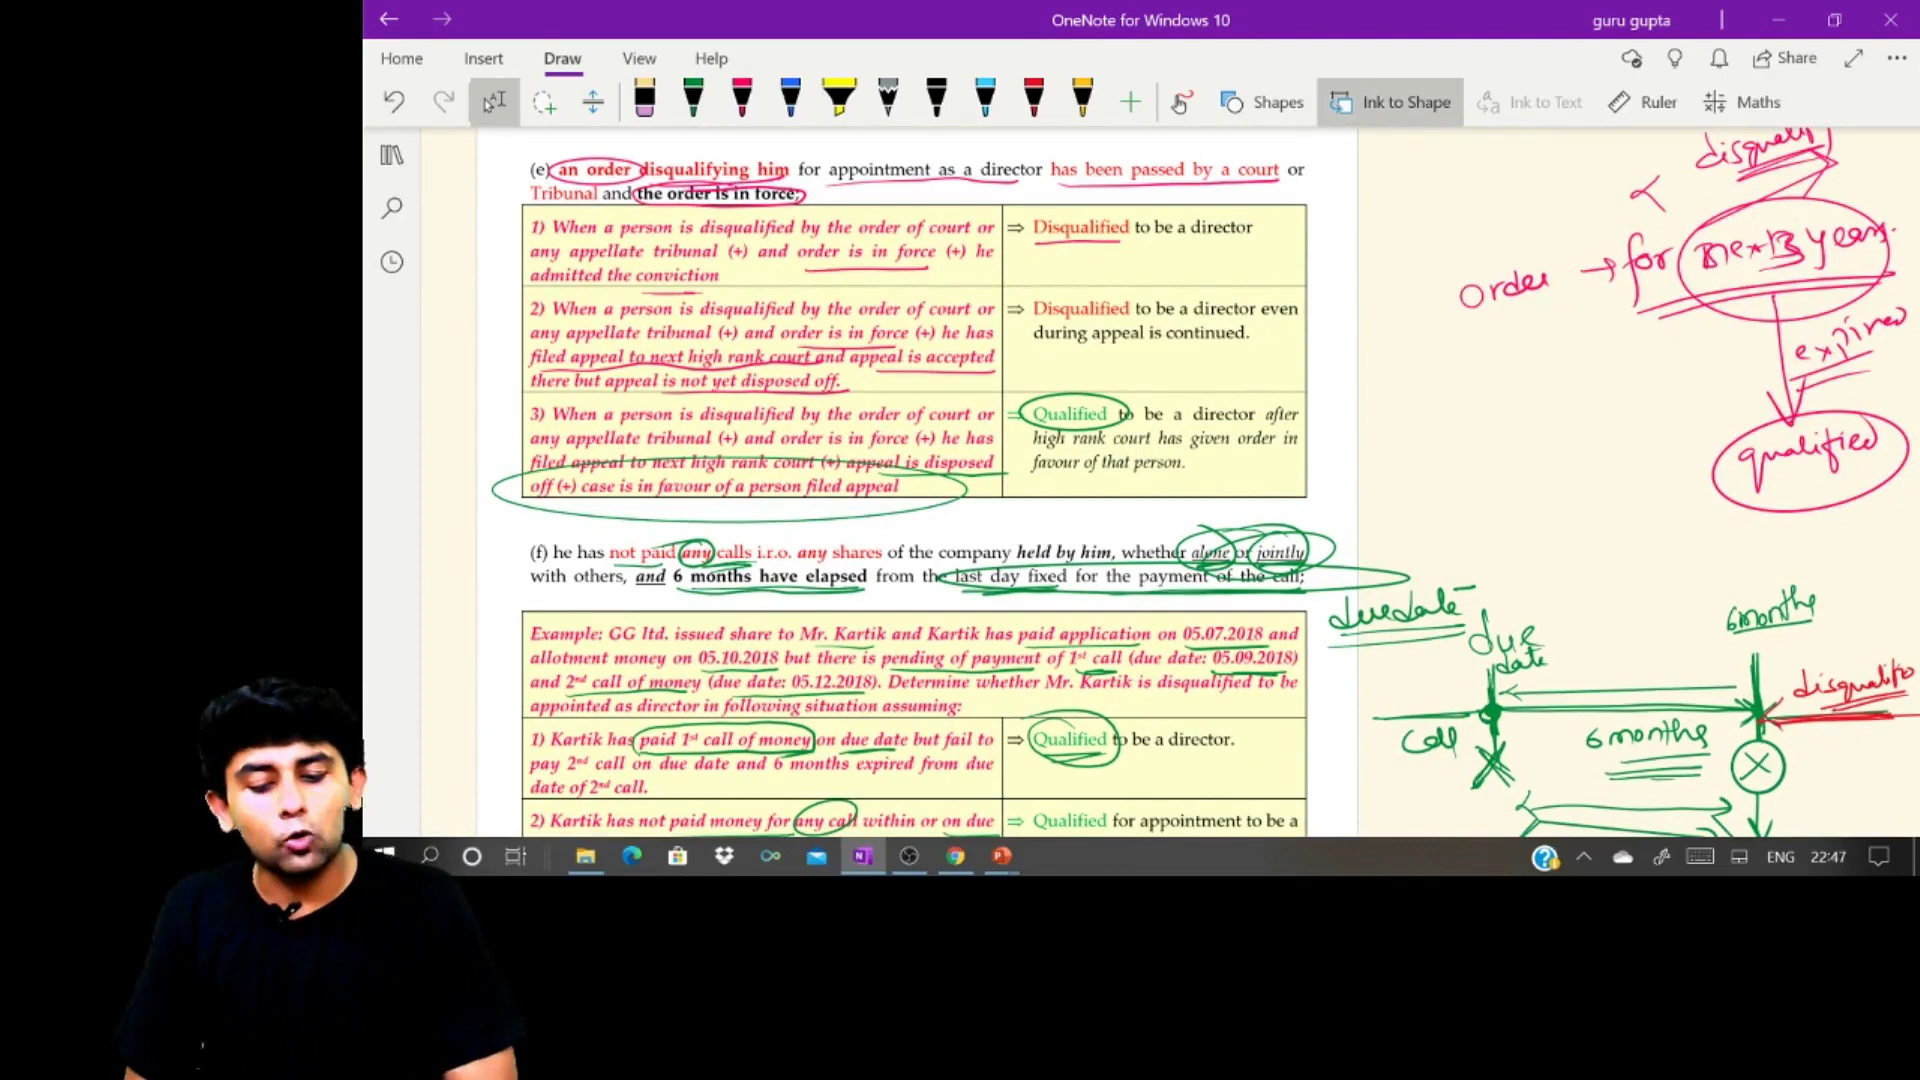 OneNote for Windows 10
guru gupta
Home Insert Draw View Help
Share
Shapes
Ink to Shape
Ink to Text
Ruler
Maths
(e) an order disqualifying him for appointment as a director has been passed by a court or
Tribunal and the order is in force;
1) When a person is disqualified by the order of court or
any appellate tribunal (+) and order is in force (+) he
admitted the conviction
⇒ Disqualified to be a director
2) When a person is disqualified by the order of court or
any appellate tribunal (+) and order is in force (+) he has
filed appeal to next high rank court and appeal is accepted
there but appeal is not yet disposed off.
⇒ Disqualified to be a director even
during appeal is continued.
3) When a person is disqualified by the order of court or
any appellate tribunal (+) and order is in force (+) he has
filed appeal to next high rank court (+) appeal is disposed
off (+) case is in favour of a person filed appeal
⇒ Qualified to be a director after
high rank court has given order in
favour of that person.
(f) he has not paid any calls i.r.o. any shares of the company held by him, whether alone or jointly
with others, and 6 months have elapsed from the last day fixed for the payment of the call;
Example: GG ltd. issued share to Mr. Kartik and Kartik has paid application on 05.07.2018 and
allotment money on 05.10.2018 but there is pending of payment of 1st call (due date: 05.09.2018)
and 2nd call of money (due date: 05.12.2018). Determine whether Mr. Kartik is disqualified to be
appointed as director in following situation assuming:
1) Kartik has paid 1st call of money on due date but fail to
pay 2nd call on due date and 6 months expired from due
date of 2nd call.
⇒ Qualified to be a director.
2) Kartik has not paid money for any call within or on due
⇒ Qualified for appointment to be a
disqualify
Order → for years
expired
qualified
due date
due
date
6 months
disqualifo
Call
6 months
ENG 22:47